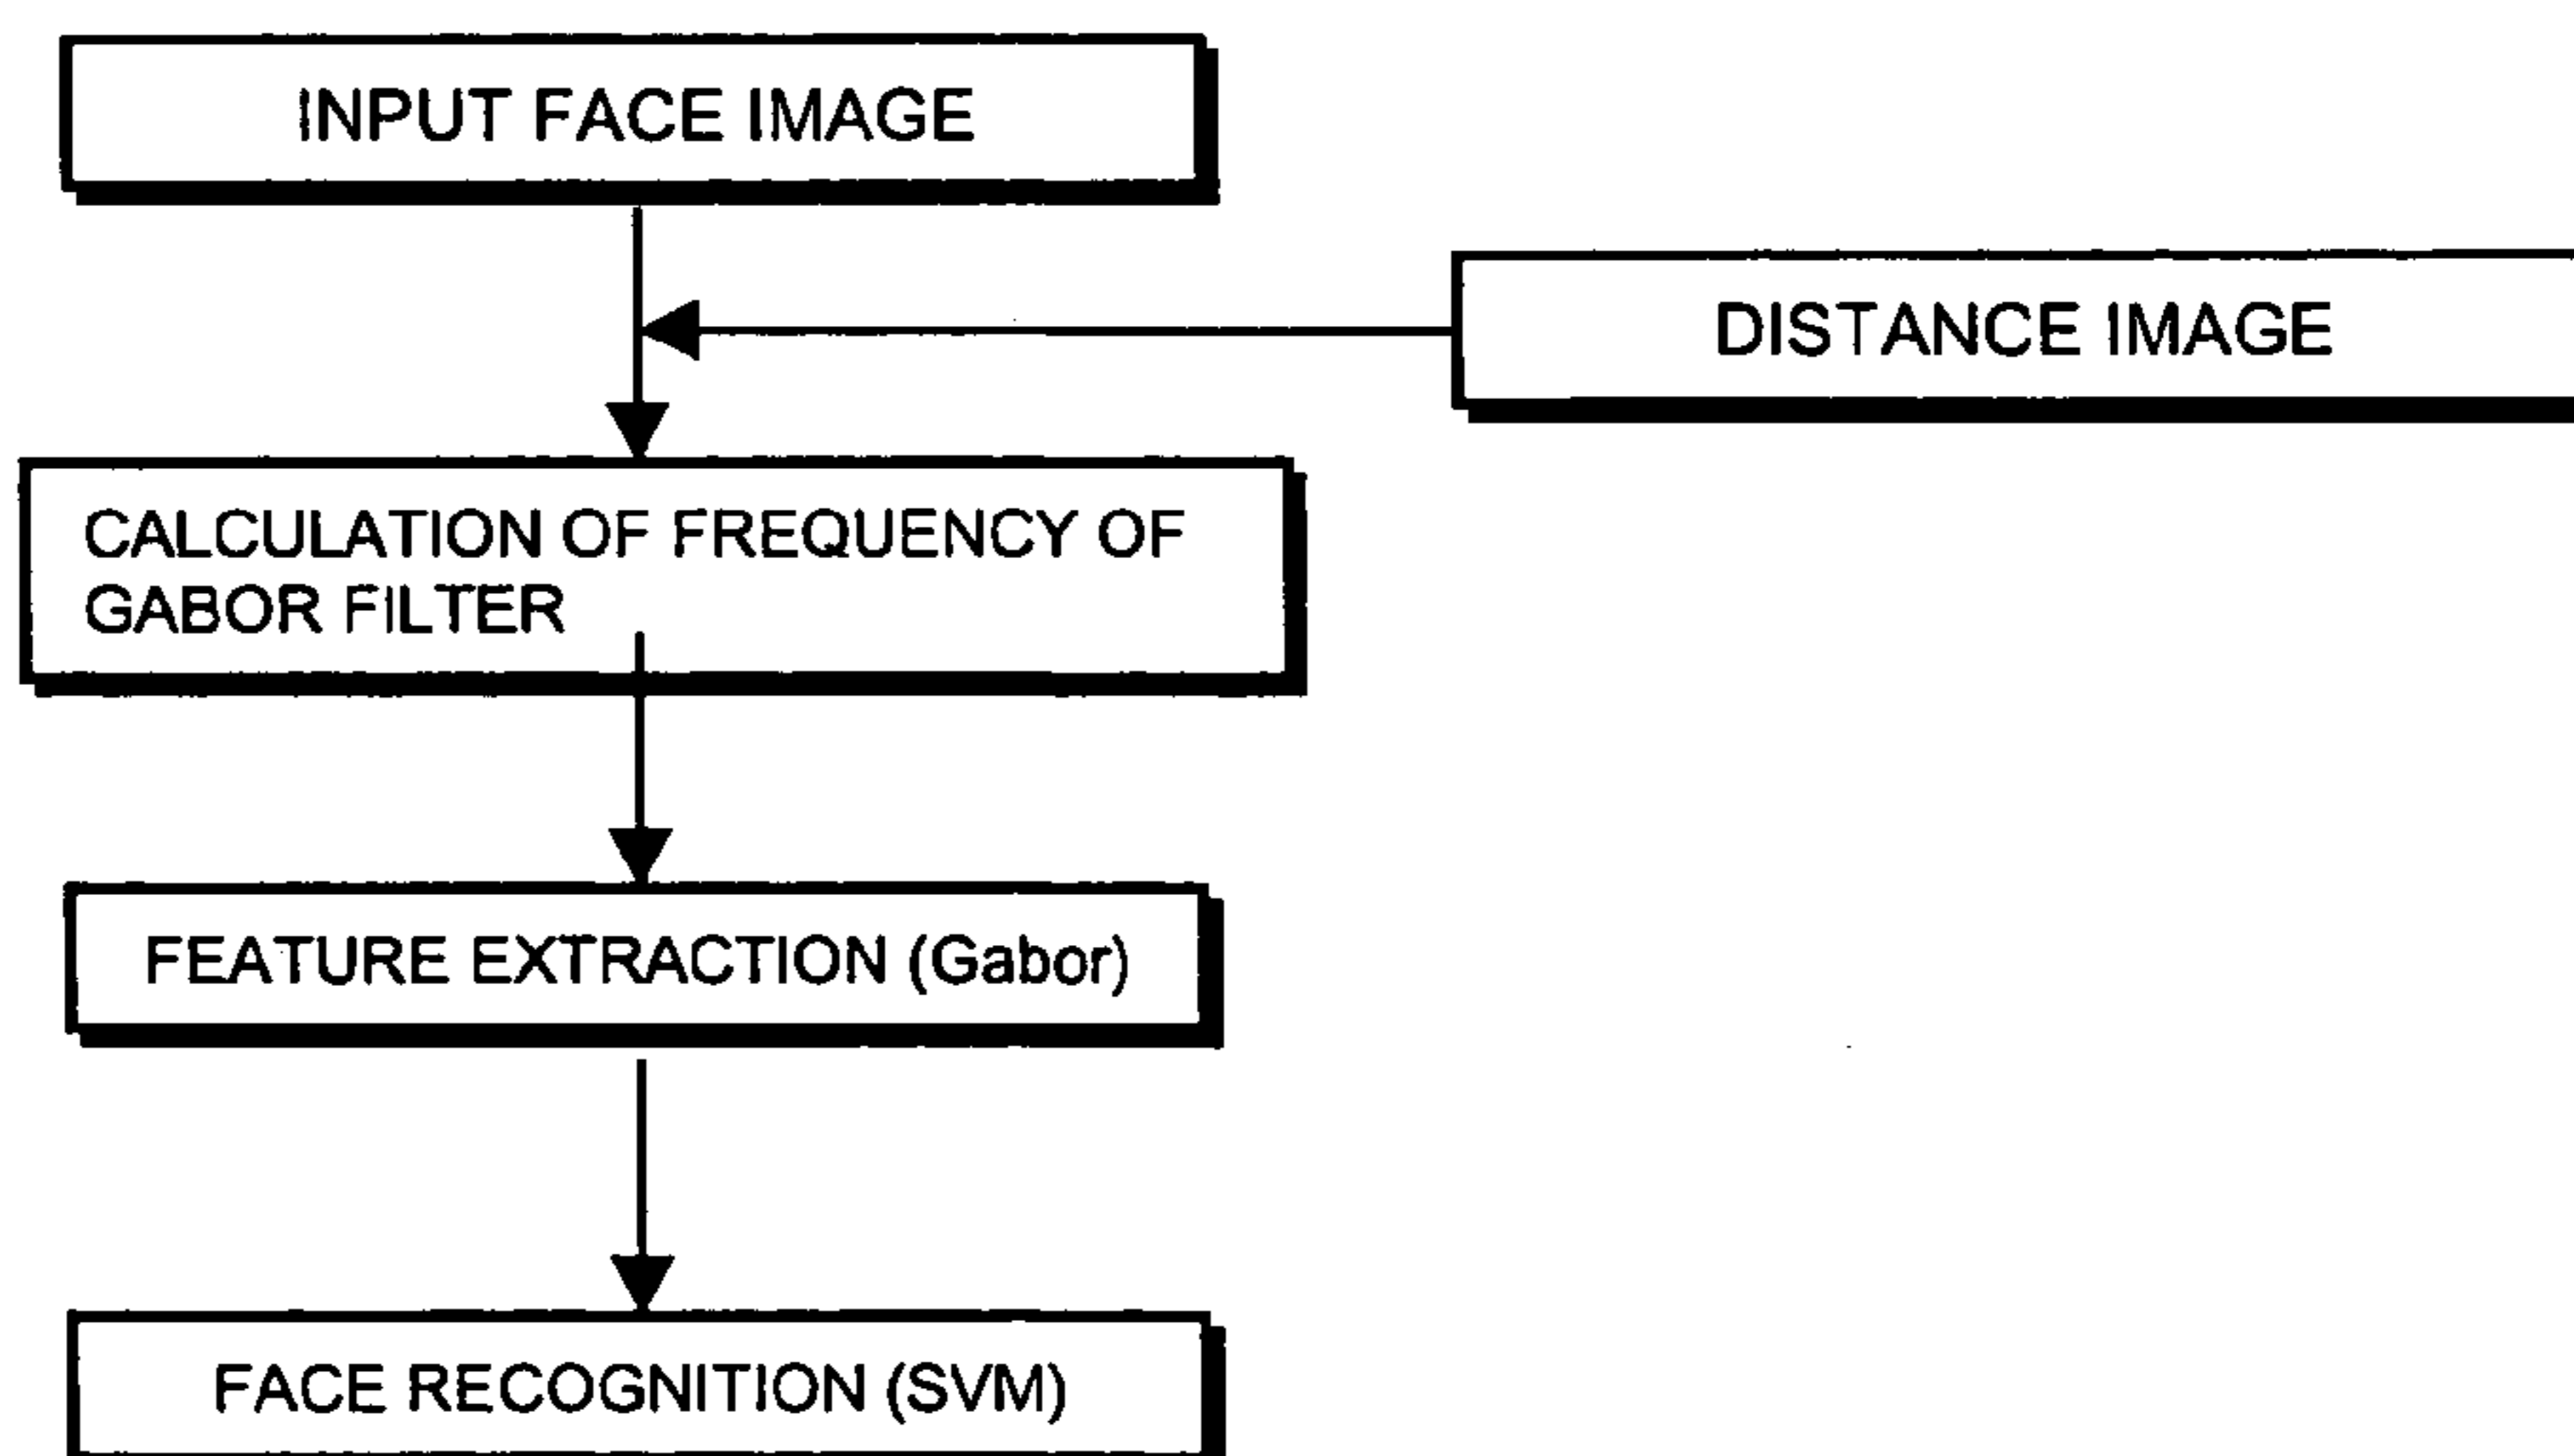 INPUT FACE IMAGE
DISTANCE IMAGE
CALCULATION OF FREQUENCY OF
GABOR FILTER
FEATURE EXTRACTION (Gabor)
FACE RECOGNITION (SVM)